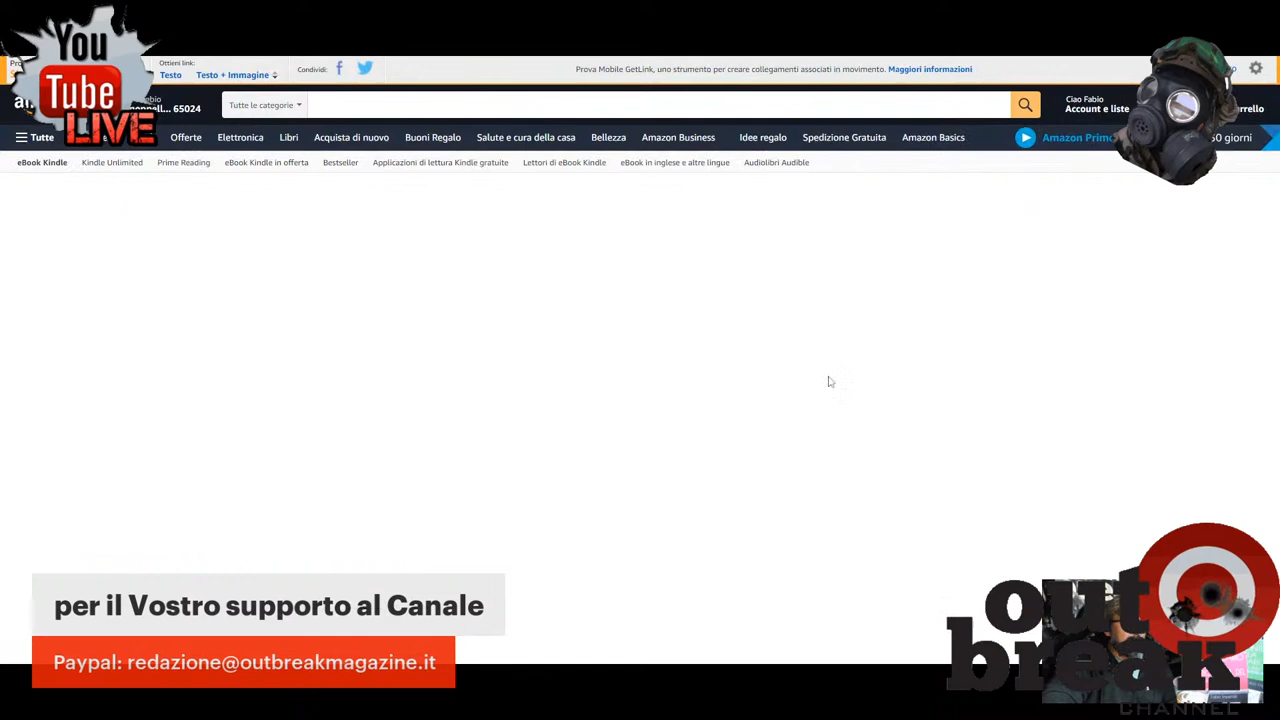 You
Tube
LIVE
Ottieni link:
Testo Testo + Immagine
Condividi:
Prova Mobile GetLink, uno strumento per creare collegamenti associati in movimento. Maggiori informazioni
65024
Tutte le categorie
Ciao Fabio
Account e liste
Tutte
Offerte Elettronica Libri Acquista di nuovo Buoni Regalo Salute e cura della casa Bellezza Amazon Business Idee regalo Spedizione Gratuita Amazon Basics
giorni
eBook Kindle Kindle Unlimited Prime Reading eBook Kindle in offerta Bestseller Applicazioni di lettura Kindle gratuite Lettori di eBook Kindle eBook in inglese e altre lingue Audiolibri Audible
per il Vostro supporto al Canale
Paypal: redazione@outbreakmagazine.it
out
break
CHANNEL